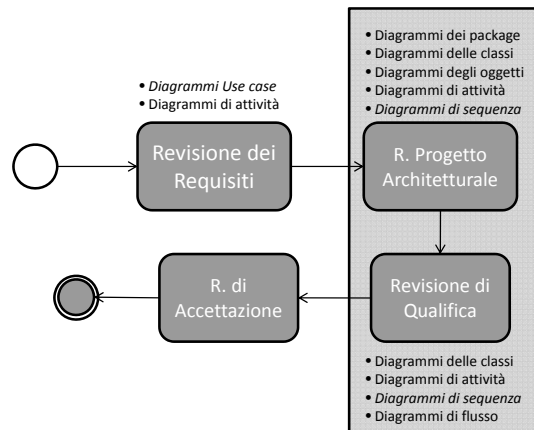 • Diagrammi dei package
• Diagrammi delle classi
• Diagrammi degli oggetti
• Diagrammi di attività
• Diagrammi di sequenza
• Diagrammi Use case
• Diagrammi di attività
Revisione dei
Requisiti
R. Progetto
Architetturale
R. di
Accettazione
Revisione di
Qualifica
• Diagrammi delle classi
• Diagrammi di attività
• Diagrammi di sequenza
• Diagrammi di flusso